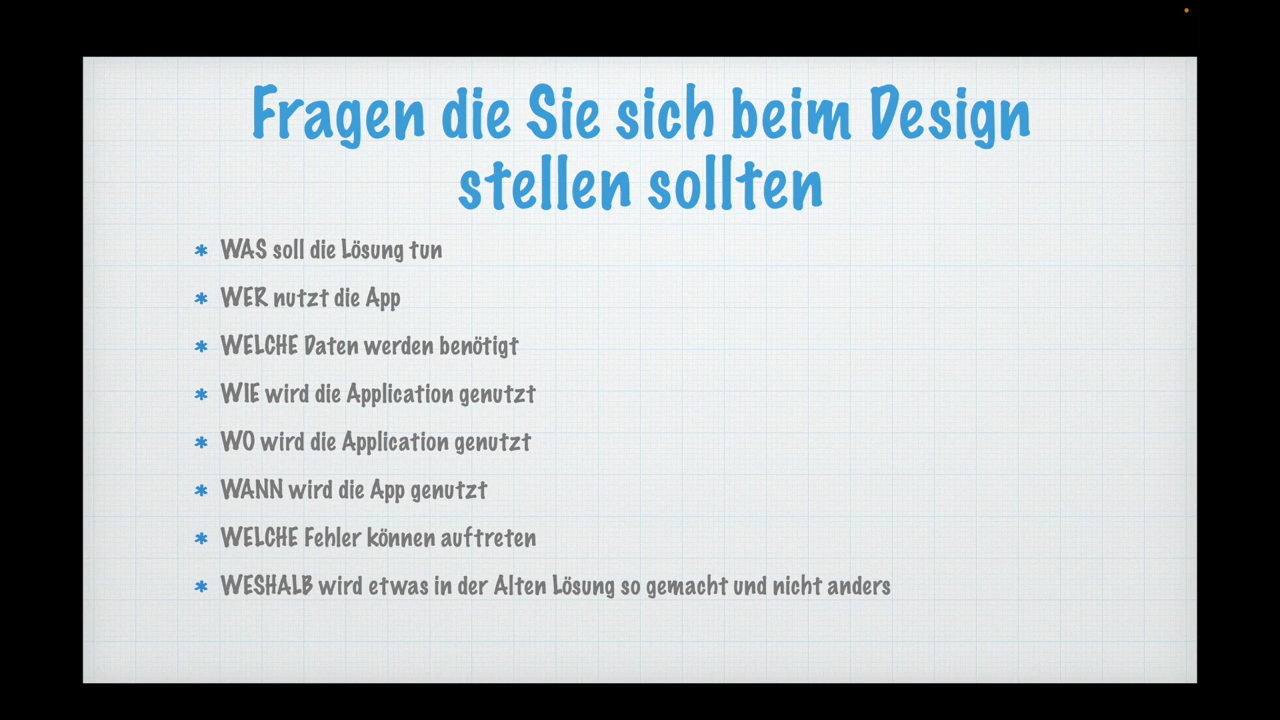 Fragen die Sie sich beim Design
stellen sollten
* WAS soll die Lösung tun
* WER nutzt die App
* WELCHE Daten werden benötigt
* WIE wird die Application genutzt
* WO wird die Application genutzt
* WANN wird die App genutzt
* WELCHE Fehler können auftreten
* WESHALB wird etwas in der Alten Lösung so gemacht und nicht anders